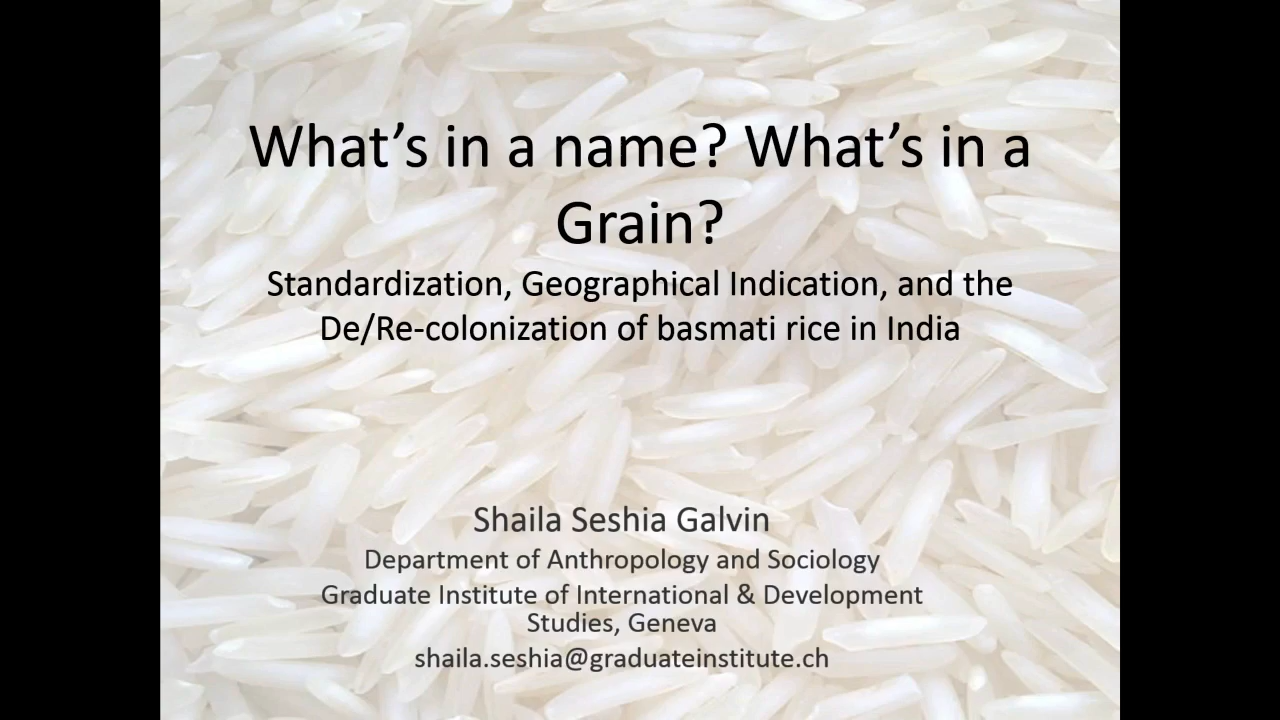 What’s in a name? What’s in a
Grain?
Standardization, Geographical Indication, and the
De/Re-colonization of basmati rice in India
Shaila Seshia Galvin
Department of Anthropology and Sociology
Graduate Institute of International & Development
Studies, Geneva
shaila.seshia@graduateinstitute.ch